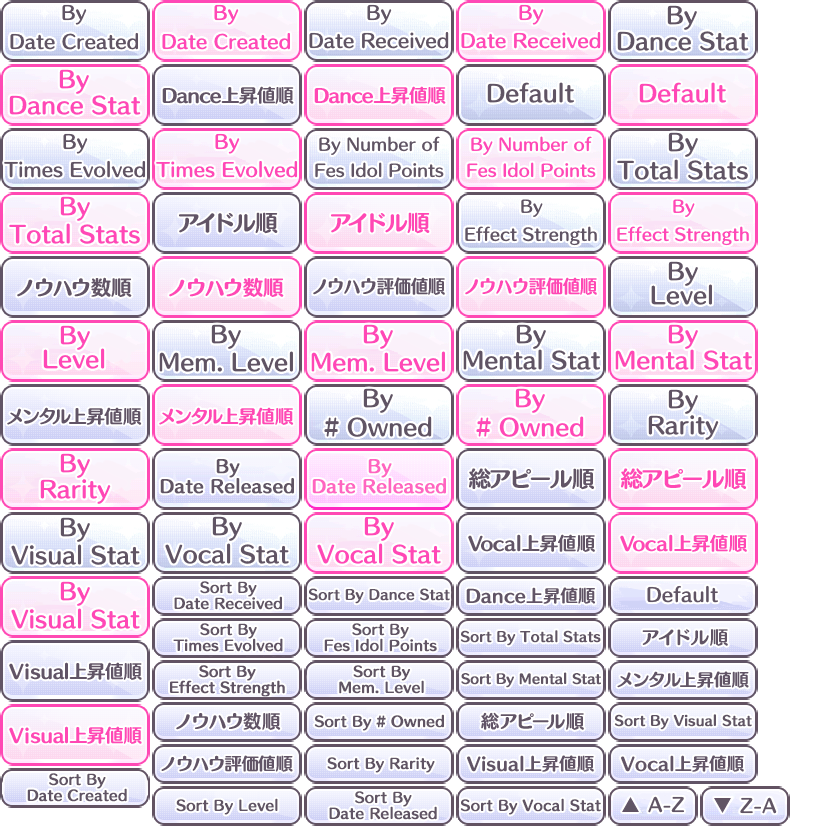 By
Date Created
By
Date Created
By
Date Received
By
Date Received
By
Dance Stat
By
Dance Stat
Dance上昇値順
Dance上昇値順
Default
Default
By
Times Evolved
By
Times Evolved
By Number of
Fes Idol Points
By Number of
Fes Idol Points
By
Total Stats
By
Total Stats
アイドル順
アイドル順
By
Effect Strength
By
Effect Strength
ノウハウ数順
ノウハウ数順
ノウハウ評価値順
ノウハウ評価値順
By
Level
By
Level
By
Mem. Level
By
Mem. Level
By
Mental Stat
By
Mental Stat
メンタル上昇値順
メンタル上昇値順
By
# Owned
By
# Owned
By
Rarity
By
Rarity
By
Date Released
By
Date Released
総アピール順
総アピール順
By
Visual Stat
By
Vocal Stat
By
Vocal Stat
Vocal上昇値順
Vocal上昇値順
By
Visual Stat
Sort By
Date Received
Sort By Dance Stat
Dance上昇値順
Default
Sort By
Times Evolved
Sort By
Fes Idol Points
Sort By Total Stats
アイドル順
Visual上昇値順
Sort By
Effect Strength
Sort By
Mem. Level
Sort By Mental Stat
メンタル上昇値順
Visual上昇値順
ノウハウ数順
Sort By # Owned
総アピール順
Sort By Visual Stat
ノウハウ評価値順
Sort By Rarity
Visual上昇値順
Vocal上昇値順
Sort By
Date Created
Sort By Level
Sort By
Date Released
Sort By Vocal Stat
▲ A-Z
▼ Z-A